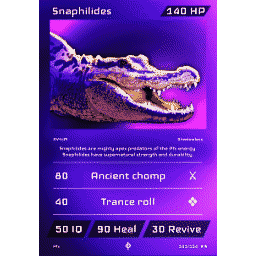 Snaphilides
140 HP
Snaphilides are mighty apex predators of the 9th energy.
Snaphilides have supernatural strength and durability.
80 Ancient chomp
40 Trance roll
50 IQ 90 Heal 30 Revive